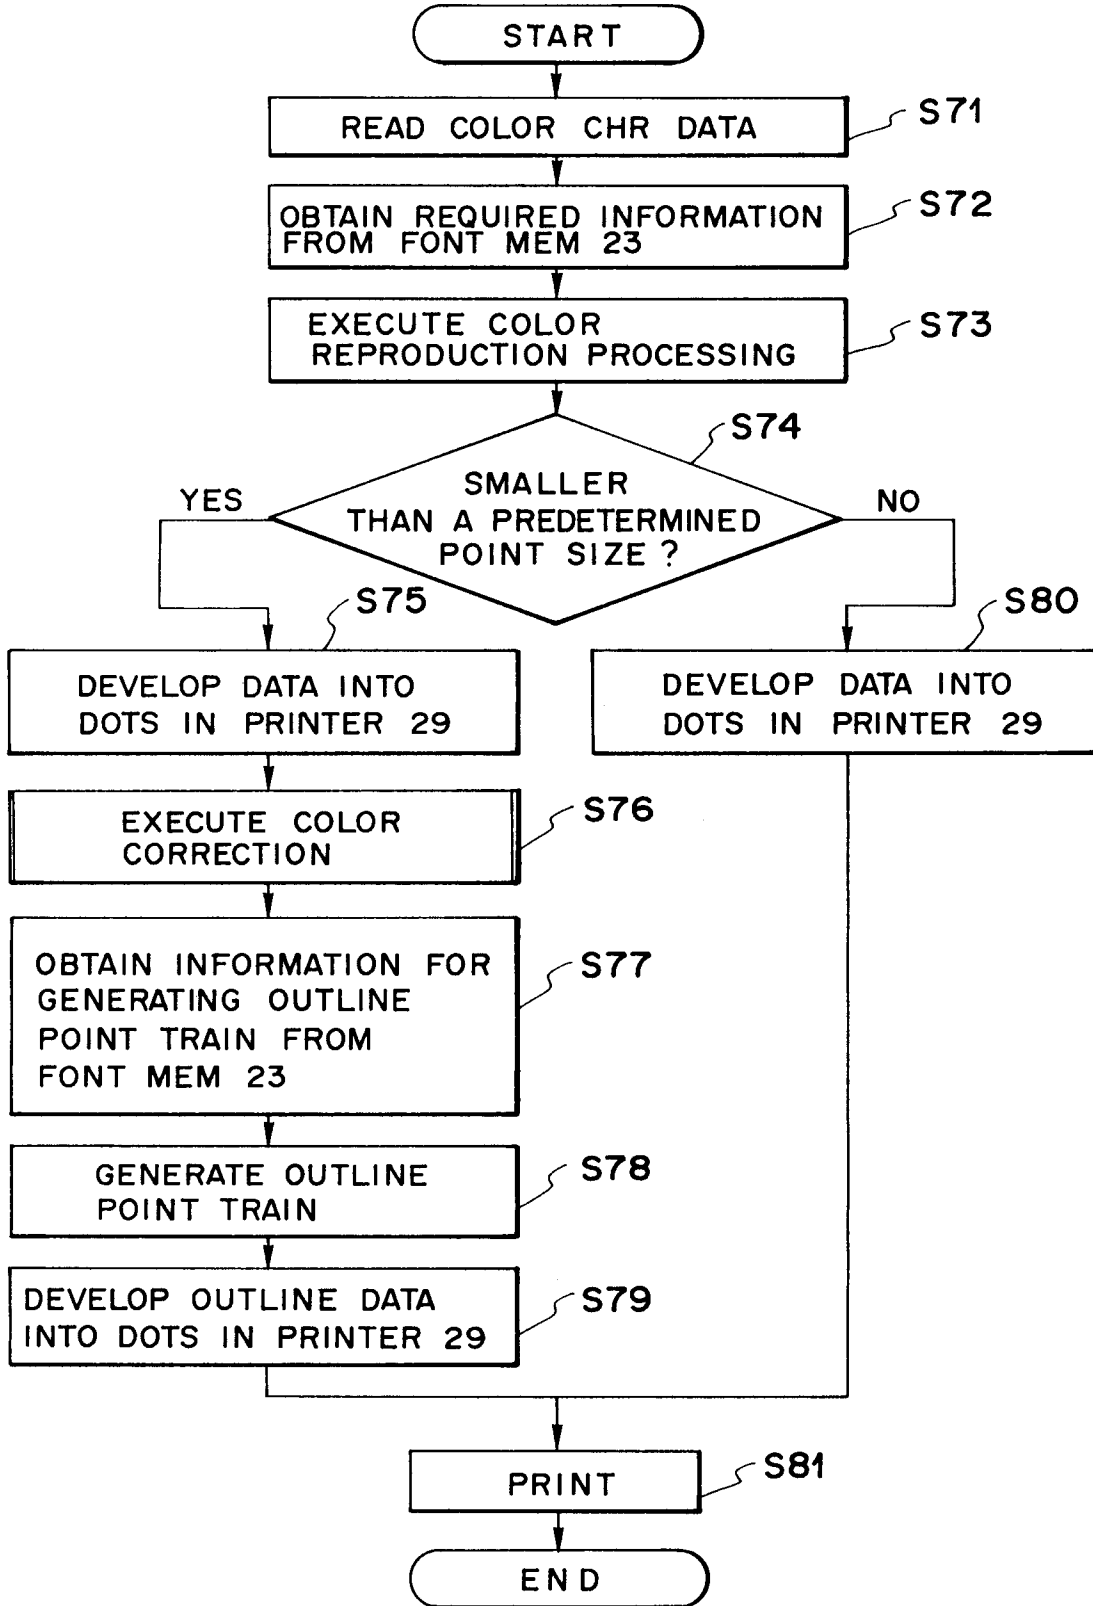 START
READ COLOR CHR DATA
S71
OBTAIN REQUIRED INFORMATION
FROM FONT MEM 23
S72
EXECUTE COLOR
REPRODUCTION PROCESSING
S73
S74
SMALLER
THAN A PREDETERMINED
POINT SIZE ?
YES
NO
S75
DEVELOP DATA INTO
DOTS IN PRINTER 29
S80
DEVELOP DATA INTO
DOTS IN PRINTER 29
EXECUTE COLOR
CORRECTION
S76
OBTAIN INFORMATION FOR
GENERATING OUTLINE
POINT TRAIN FROM
FONT MEM 23
S77
GENERATE OUTLINE
POINT TRAIN
S78
DEVELOP OUTLINE DATA
INTO DOTS IN PRINTER 29
S79
PRINT
S81
END